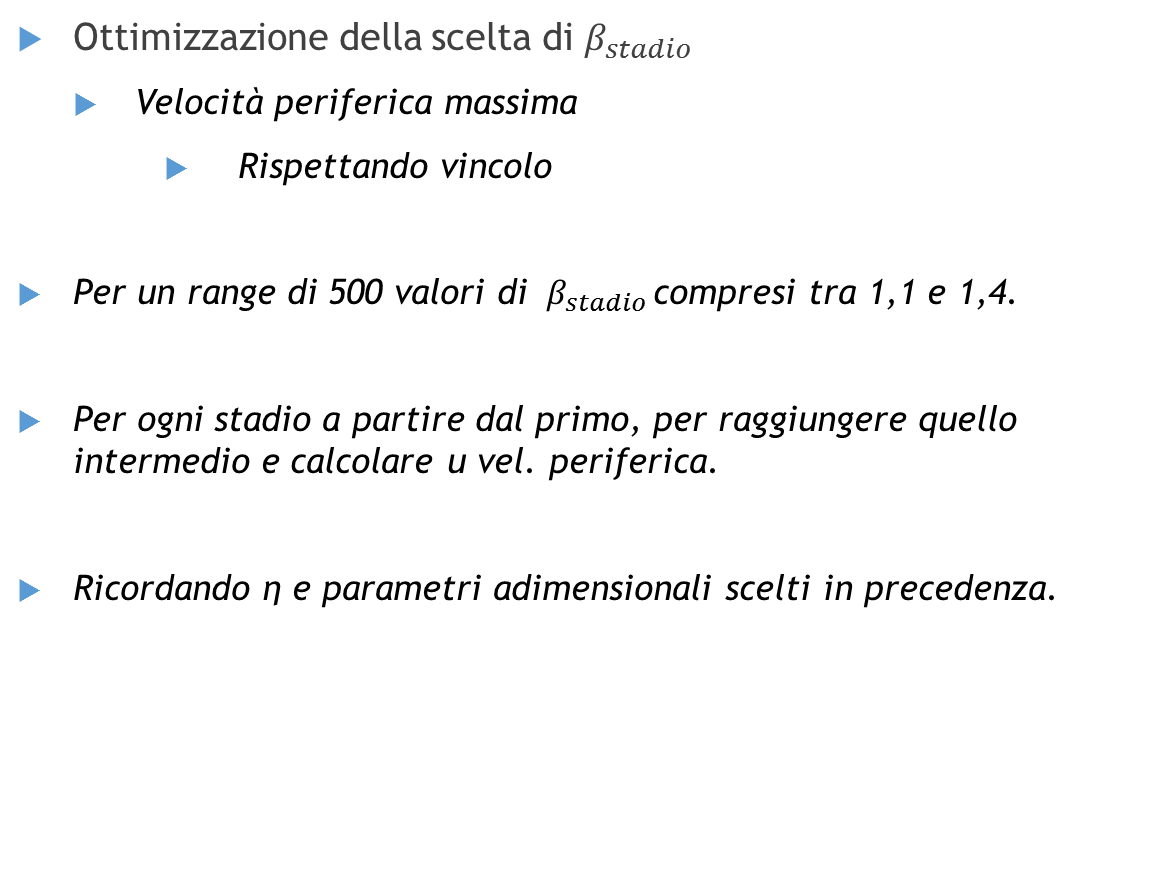 Ottimizzazione della scelta di β_stadio
Velocità periferica massima
Rispettando vincolo
Per un range di 500 valori di β_stadio compresi tra 1,1 e 1,4.
Per ogni stadio a partire dal primo, per raggiungere quello
intermedio e calcolare u vel. periferica.
Ricordando η e parametri adimensionali scelti in precedenza.